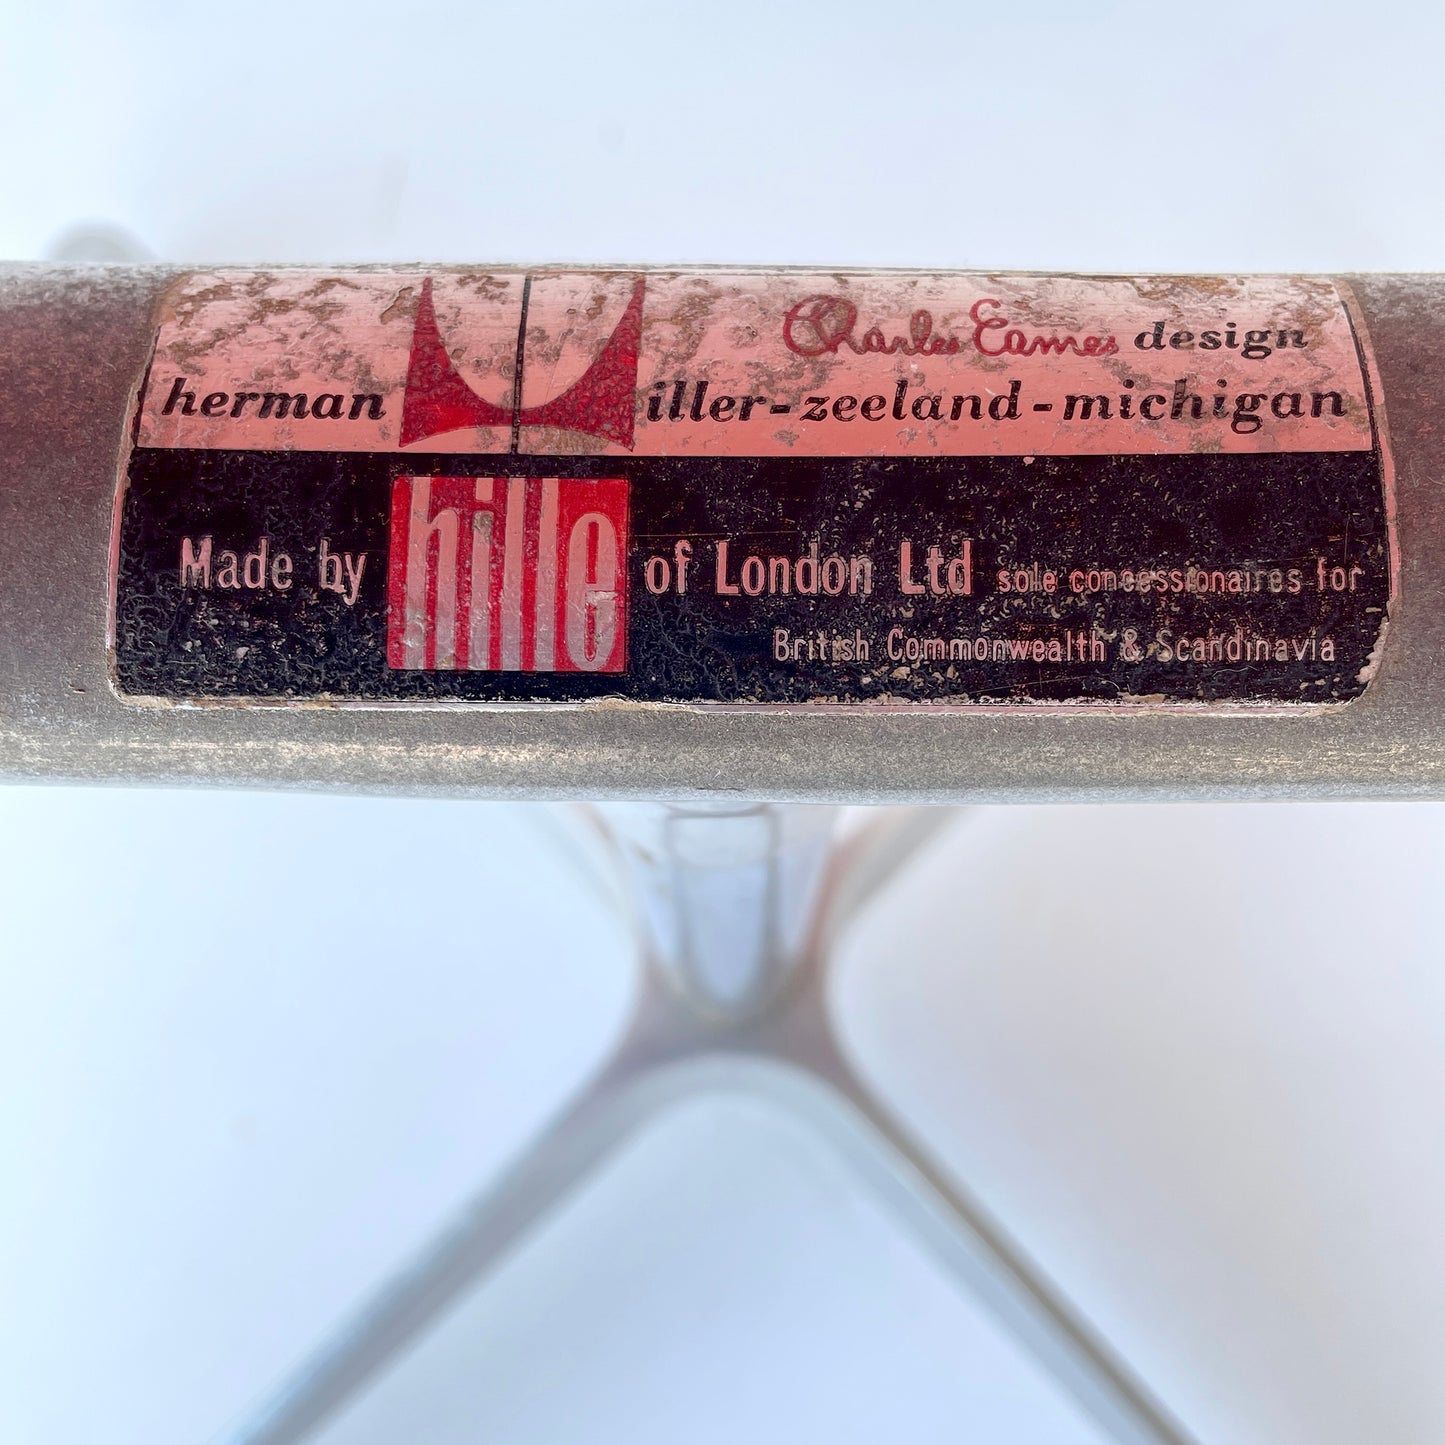 Charles Eames design
herman miller-zeeland-michigan
Made by hille of London Ltd sole concessionaires for
British Commonwealth & Scandinavia